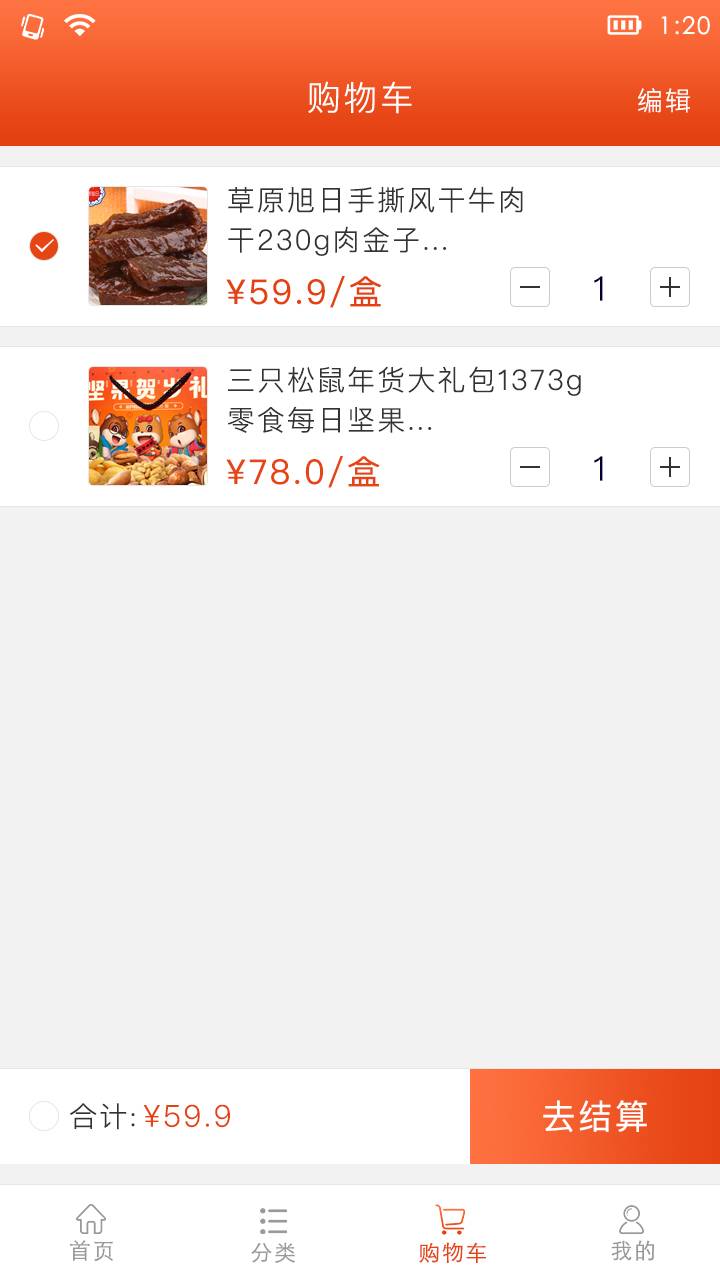 1:20
购物车
编辑
草原旭日手撕风干牛肉
干230g肉金子...
¥59.9/盒
1
坚果贺岁礼
三只松鼠年货大礼包1373g
零食每日坚果...
¥78.0/盒
1
合计:¥59.9
去结算
首页
分类
购物车
我的